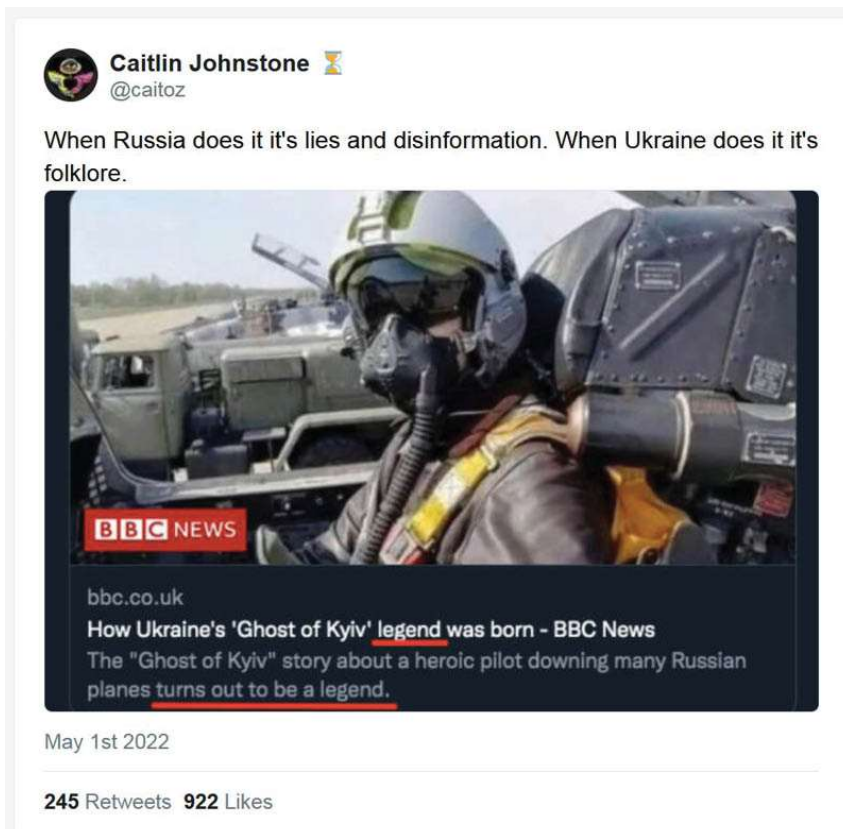 Caitlin Johnstone ⏳
@caitoz
When Russia does it it's lies and disinformation. When Ukraine does it it's
folklore.
BBC NEWS
bbc.co.uk
How Ukraine's 'Ghost of Kyiv' legend was born - BBC News
The "Ghost of Kyiv" story about a heroic pilot downing many Russian
planes turns out to be a legend.
May 1st 2022
245 Retweets 922 Likes